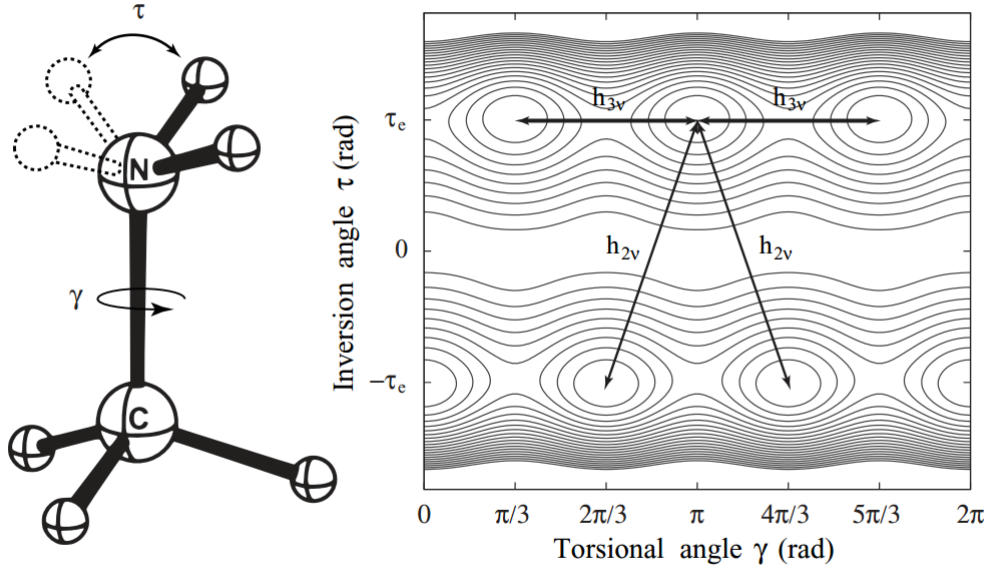 τ
N
γ
C
Inversion angle τ (rad)
τe
0
−τe
h3ν
h3ν
h2ν
h2ν
0
π/3
2π/3
π
4π/3
5π/3
2π
Torsional angle γ (rad)